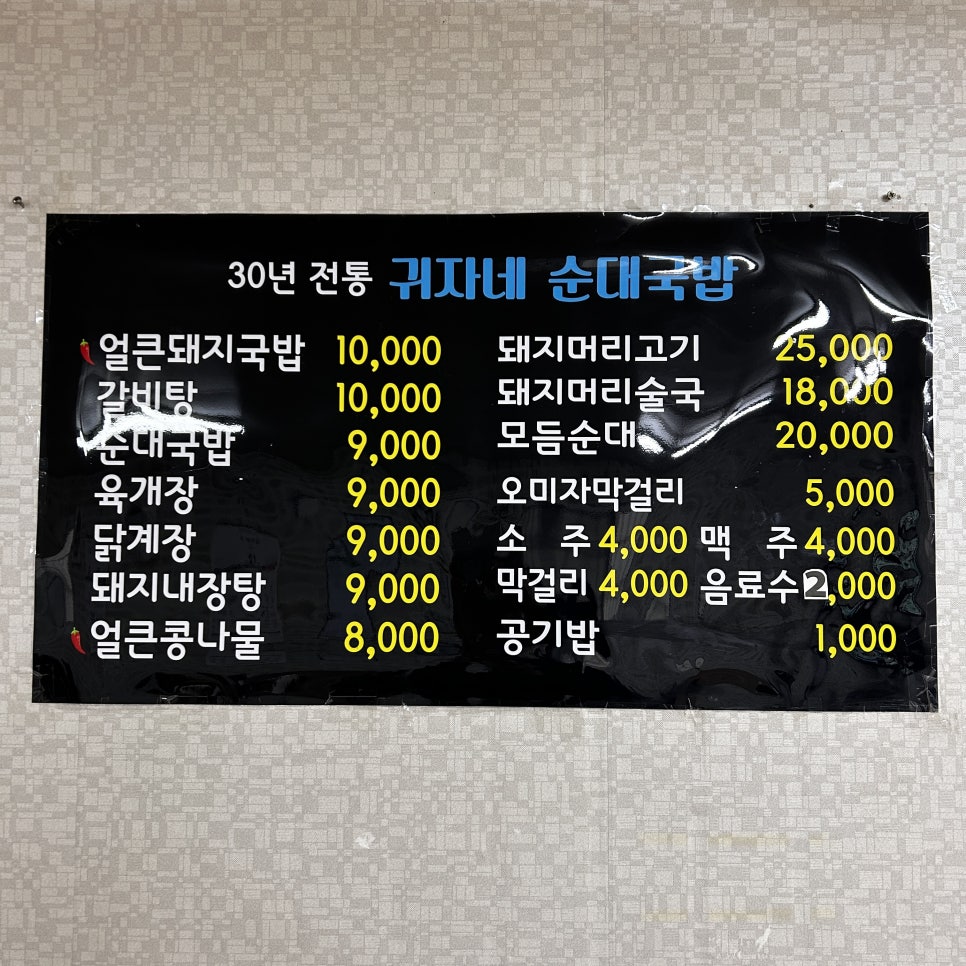 30년 전통 귀자네 순대국밥
얼큰돼지국밥 10,000
갈비탕 10,000
순대국밥 9,000
육개장 9,000
닭계장 9,000
돼지내장탕 9,000
얼큰콩나물 8,000
돼지머리고기 25,000
돼지머리술국 18,000
모듬순대 20,000
오미자막걸리 5,000
소 주 4,000 맥 주 4,000
막걸리 4,000 음료수 2,000
공기밥 1,000